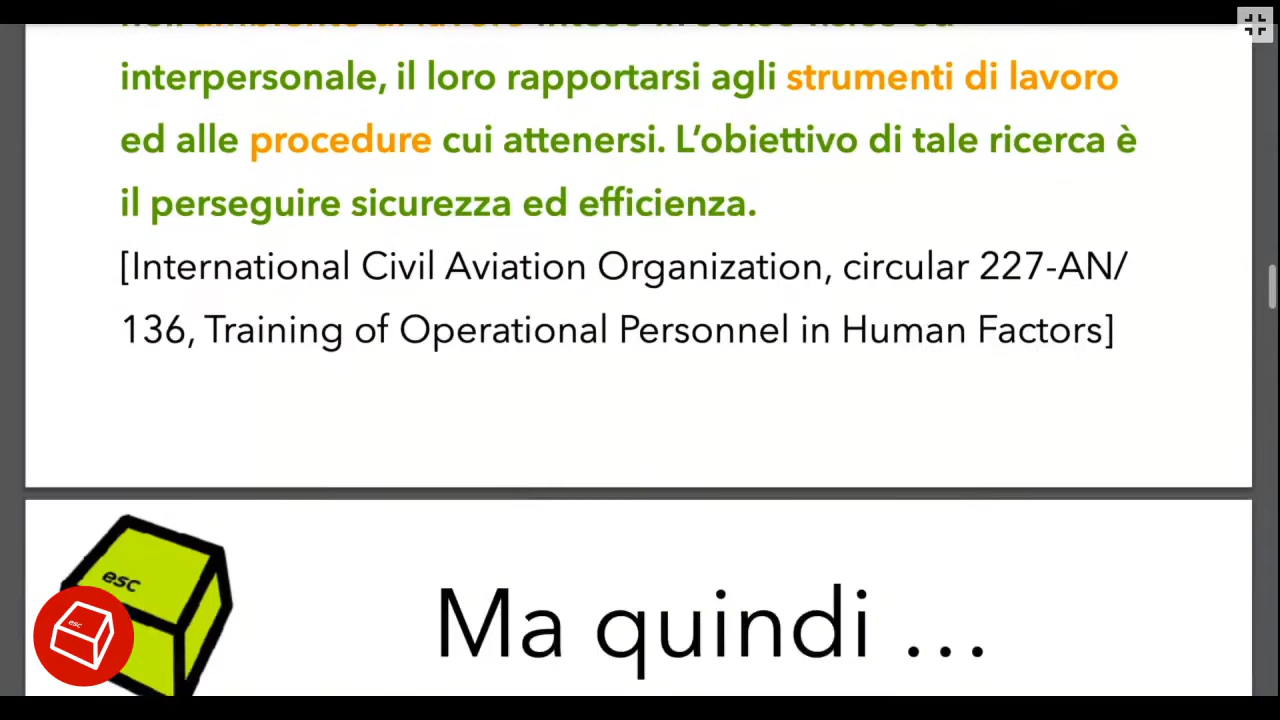 interpersonale, il loro rapportarsi agli strumenti di lavoro
ed alle procedure cui attenersi. L’obiettivo di tale ricerca è
il perseguire sicurezza ed efficienza.
[International Civil Aviation Organization, circular 227-AN/
136, Training of Operational Personnel in Human Factors]
esc
Ma quindi …
esc